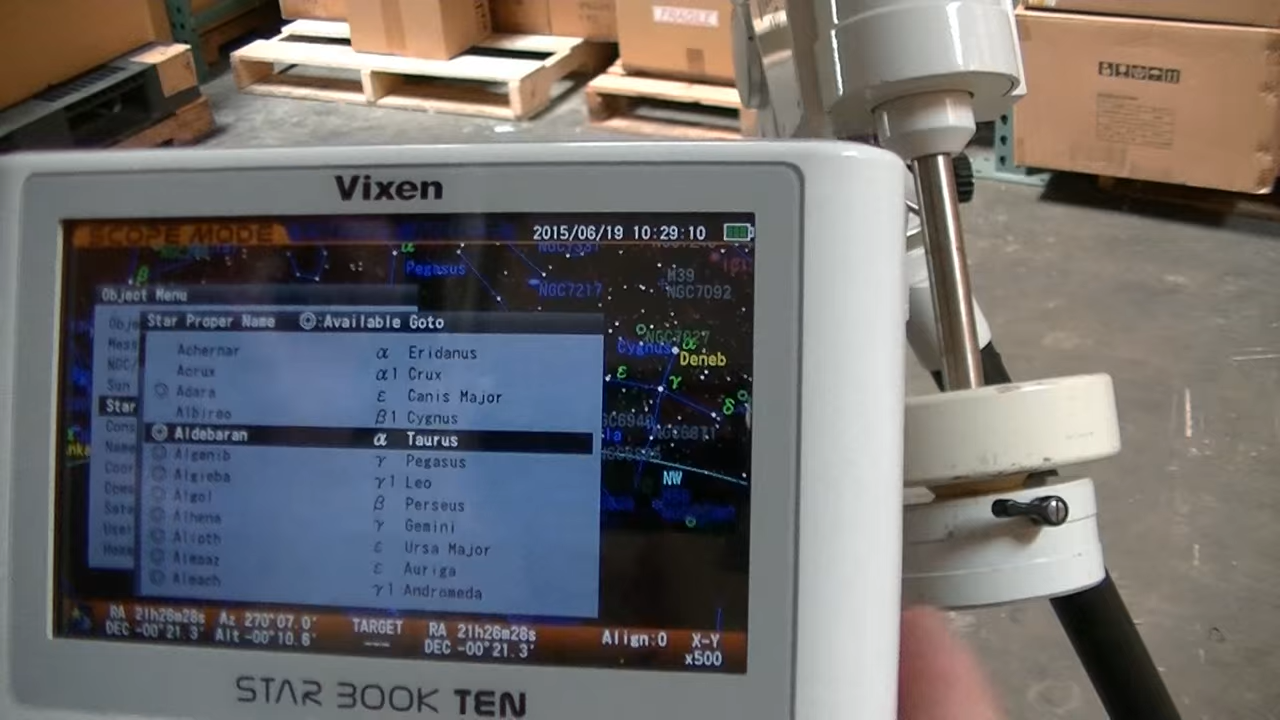 FRAGILE
Vixen
SCOPE MODE 2015/06/19 10:29:10
Pegasus
NGC7217
M39
NGC7092
Object Menu
Star Proper Name ◎:Available Goto
Achernar α Eridanus
Acrux α1 Crux
◎ Adara ε Canis Major
Albireo β1 Cygnus
◎ Aldebaran α Taurus
◎ Algenib γ Pegasus
◎ Algieba γ1 Leo
◎ Algol β Perseus
◎ Alhena γ Gemini
◎ Alioth ε Ursa Major
◎ Almaaz ε Auriga
◎ Almach γ1 Andromeda
Star
Sun
β
α
Cygnus α
Deneb
ε
γ
δ
NW
RA 21h26m28s Az 270°07.0'
DEC -00°21.3' Alt -00°10.6'
TARGET
---
RA 21h26m28s
DEC -00°21.3'
Align:0 X-Y
x500
STAR BOOK TEN